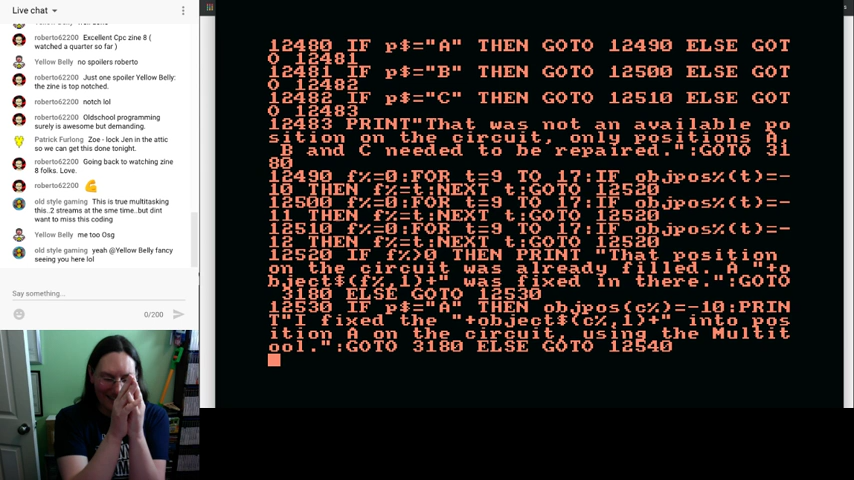 Live chat
roberto62200 Excellent Cpc zine 8 (
watched a quarter so far )
Yellow Belly no spoilers roberto
roberto62200 Just one spoiler Yellow Belly:
the zine is top notched.
roberto62200 notch lol
roberto62200 Oldschool programming
surely is awesome but demanding.
Patrick Furlong Zoe - lock Jen in the attic
so we can get this done tonight.
roberto62200 Going back to watching zine
8 folks. Love.
roberto62200
old style gaming This is true multitasking
this..2 streams at the sme time..but dint
want to miss this coding
Yellow Belly me too Osg
old style gaming yeah @Yellow Belly fancy
seeing you here lol
Say something...
0/200
12480 IF p$="A" THEN GOTO 12490 ELSE GOT
O 12481
12481 IF p$="B" THEN GOTO 12500 ELSE GOT
O 12482
12482 IF p$="C" THEN GOTO 12510 ELSE GOT
O 12483
12483 PRINT"That was not an available po
sition on the circuit, only positions A,
 B and C needed to be repaired.":GOTO 31
80
12490 f%=0:FOR t=9 TO 17:IF objpos%(t)=-
10 THEN f%=t:NEXT t:GOTO 12520
12500 f%=0:FOR t=9 TO 17:IF objpos%(t)=-
11 THEN f%=t:NEXT t:GOTO 12520
12510 f%=0:FOR t=9 TO 17:IF objpos%(t)=-
12 THEN f%=t:NEXT t:GOTO 12520
12520 IF f%>0 THEN PRINT "That position
on the circuit was already filled. A "+o
bject$(f%,1)+" was fixed in there.":GOTO
 3180 ELSE GOTO 12530
12530 IF p$="A" THEN objpos(c%)=-10:PRIN
T"I fixed the "+object$(c%,1)+" into pos
ition A on the circuit, using the Multit
ool.":GOTO 3180 ELSE GOTO 12540